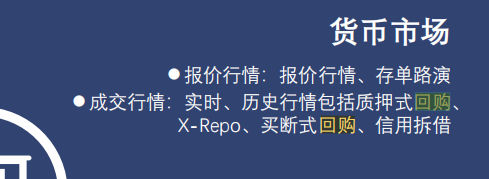 货币市场
●报价行情：报价行情、存单路演
●成交行情：实时、历史行情包括质押式回购、
X-Repo、买断式回购、信用拆借